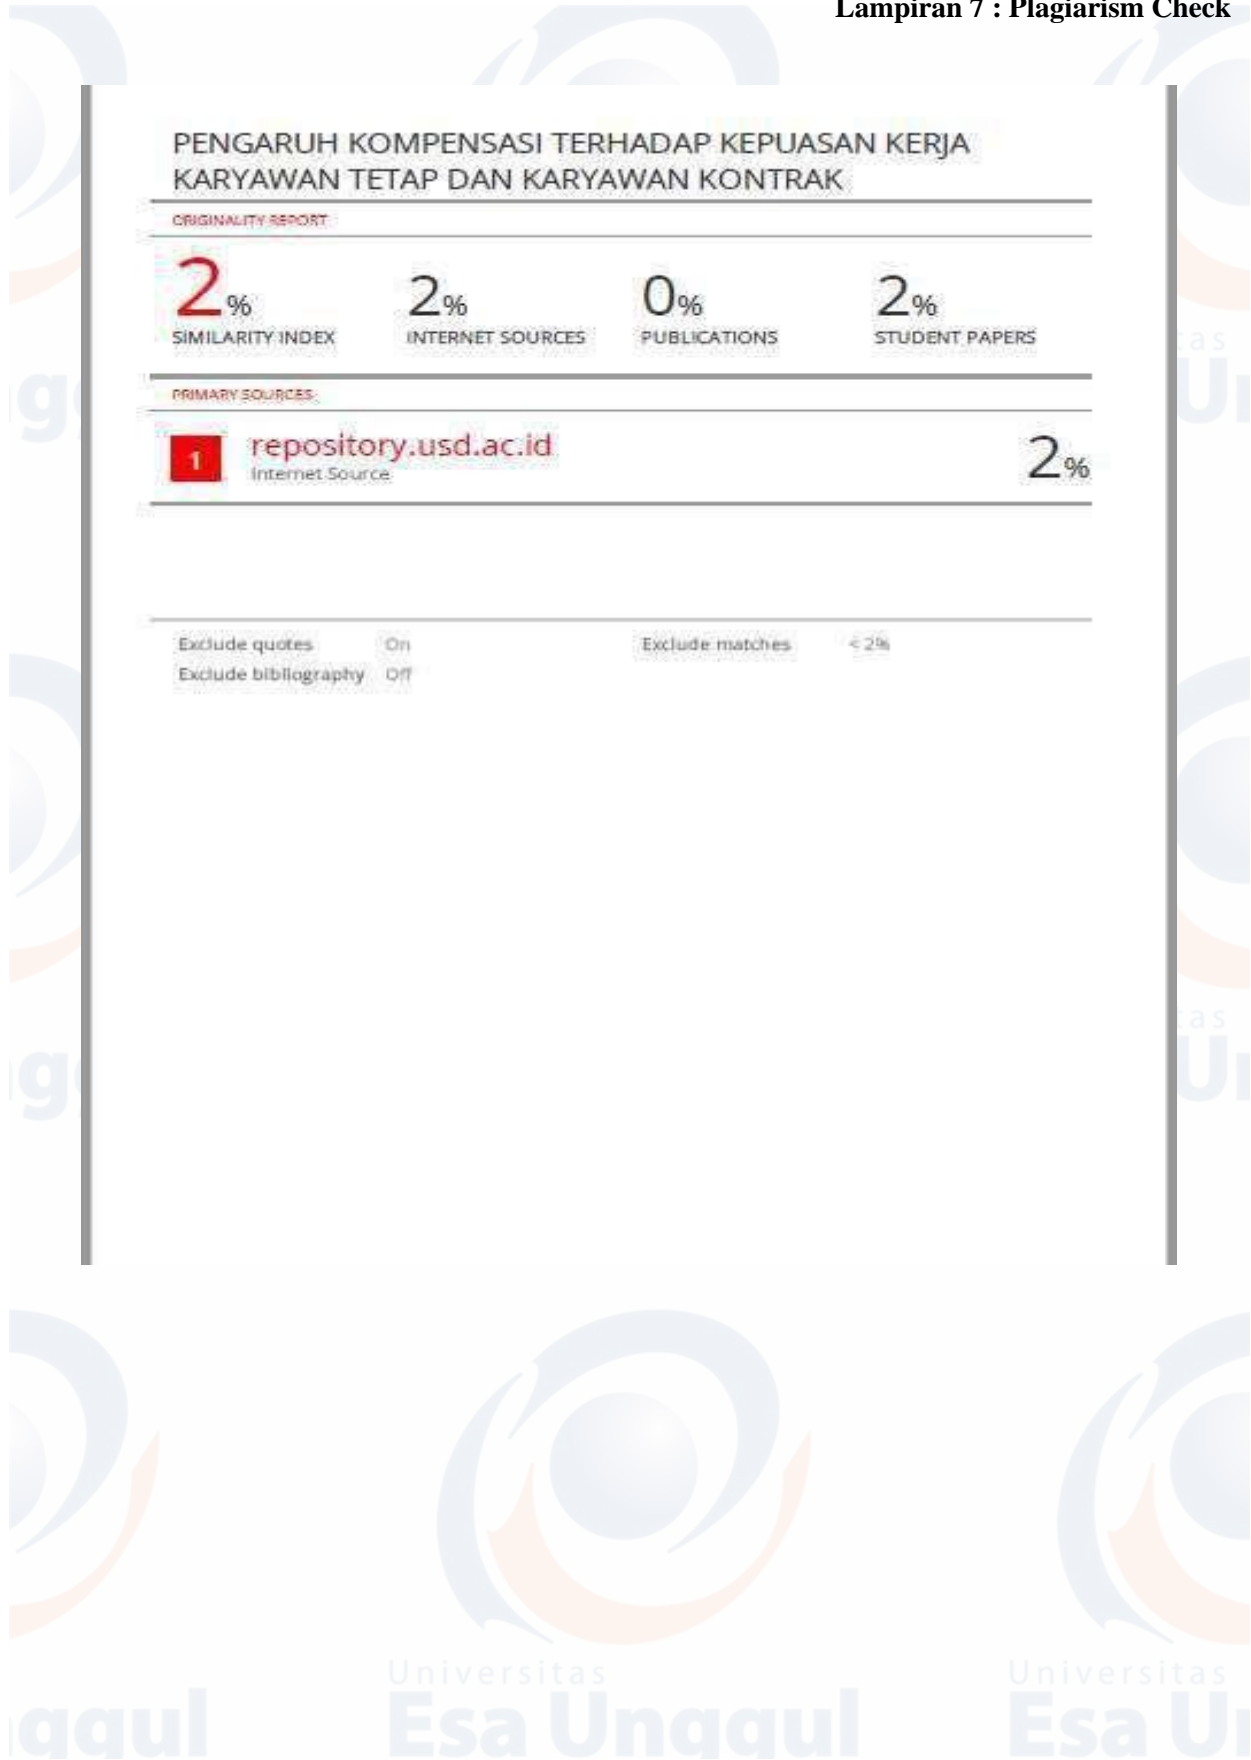 Lampiran 7 : Plagiarism Check
PENGARUH KOMPENSASI TERHADAP KEPUASAN KERJA
KARYAWAN TETAP DAN KARYAWAN KONTRAK
ORIGINALITY REPORT
2% 2% 0% 2%
SIMILARITY INDEX INTERNET SOURCES PUBLICATIONS STUDENT PAPERS
PRIMARY SOURCES
1 repository.usd.ac.id 2%
Internet Source
Exclude quotes On Exclude matches < 2%
Exclude bibliography Off
Universitas Universitas
Esa Unggul